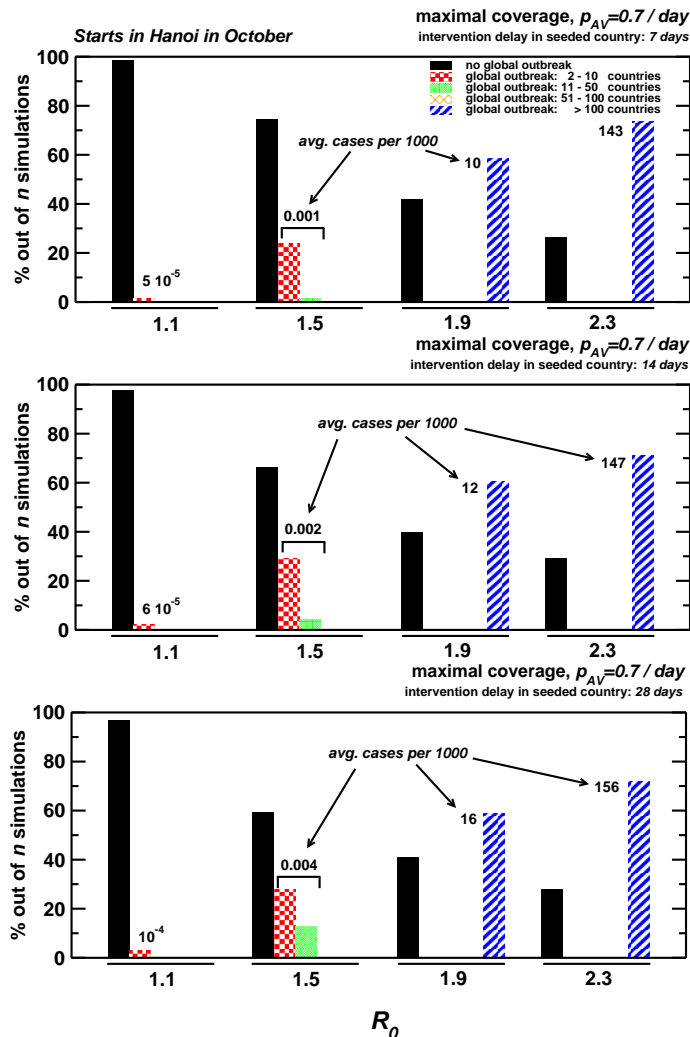 maximal coverage, p_AV=0.7 / day
Starts in Hanoi in October
intervention delay in seeded country: 7 days
100
80
60
40
20
0
% out of n simulations
no global outbreak
global outbreak: 2 - 10 countries
global outbreak: 11 - 50 countries
global outbreak: 51 - 100 countries
global outbreak: > 100 countries
avg. cases per 1000
5 10^-5
0.001
10
143
1.1
1.5
1.9
2.3
maximal coverage, p_AV=0.7 / day
intervention delay in seeded country: 14 days
100
80
60
40
20
0
% out of n simulations
avg. cases per 1000
6 10^-5
0.002
12
147
1.1
1.5
1.9
2.3
maximal coverage, p_AV=0.7 / day
intervention delay in seeded country: 28 days
100
80
60
40
20
0
% out of n simulations
avg. cases per 1000
10^-4
0.004
16
156
1.1
1.5
1.9
2.3
R_0